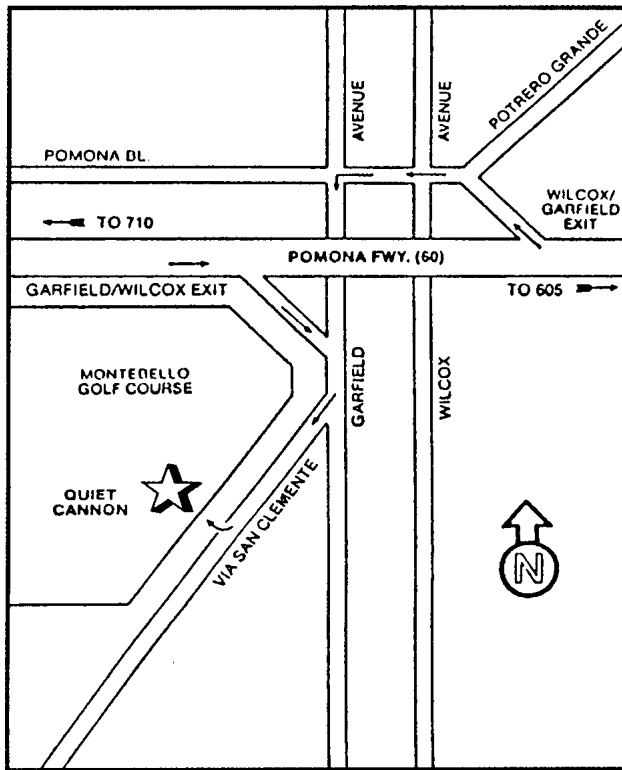 AVENUE
AVENUE
POTRERO GRANDE
POMONA BL.
WILCOX/
GARFIELD
EXIT
TO 710
POMONA FWY. (60)
GARFIELD/WILCOX EXIT
TO 605
MONTEBELLO
GOLF COURSE
GARFIELD
WILCOX
QUIET
CANNON
VIA SAN CLEMENTE
N